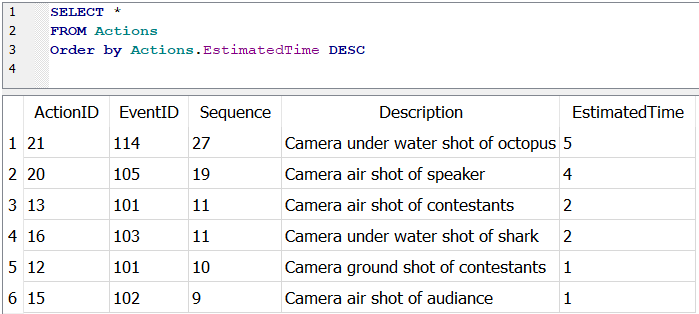 1 SELECT *
2 FROM Actions
3 Order by Actions.EstimatedTime DESC
4
ActionID EventID Sequence Description EstimatedTime
1 21 114 27 Camera under water shot of octopus 5
2 20 105 19 Camera air shot of speaker 4
3 13 101 11 Camera air shot of contestants 2
4 16 103 11 Camera under water shot of shark 2
5 12 101 10 Camera ground shot of contestants 1
6 15 102 9 Camera air shot of audiance 1